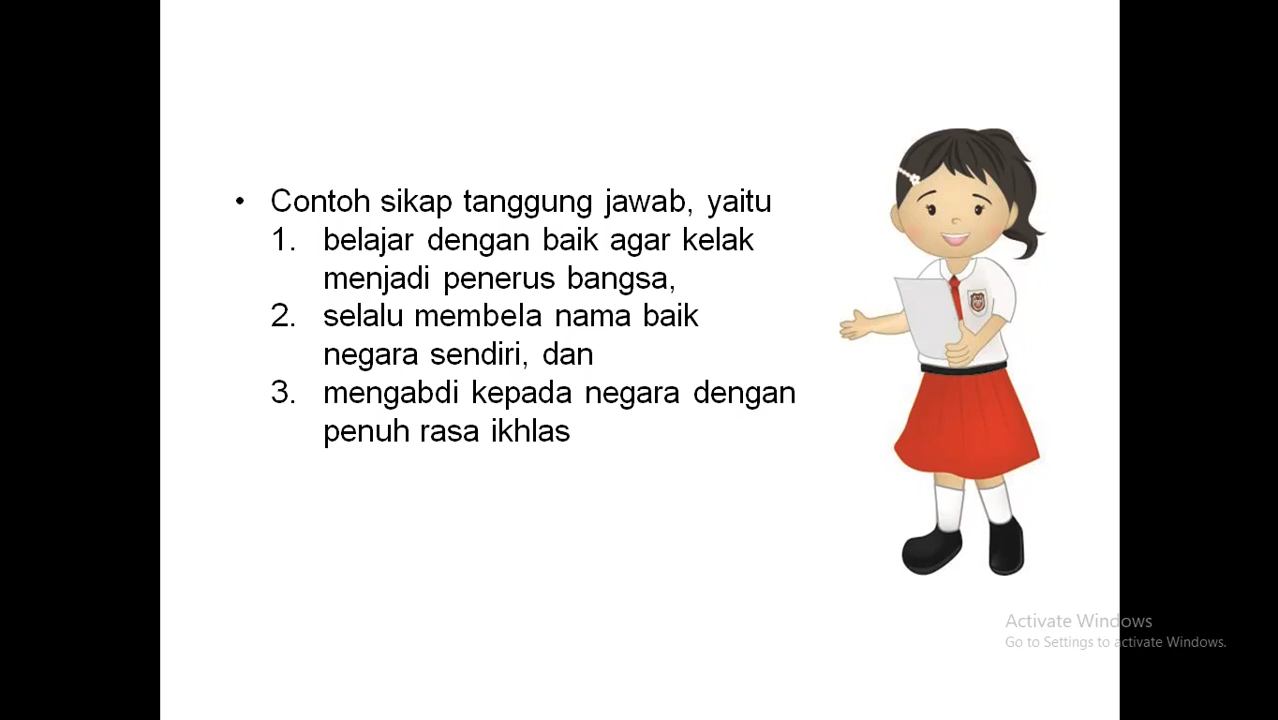 • Contoh sikap tanggung jawab, yaitu
1. belajar dengan baik agar kelak
menjadi penerus bangsa,
2. selalu membela nama baik
negara sendiri, dan
3. mengabdi kepada negara dengan
penuh rasa ikhlas
Activate Windows
Go to Settings to activate Windows.